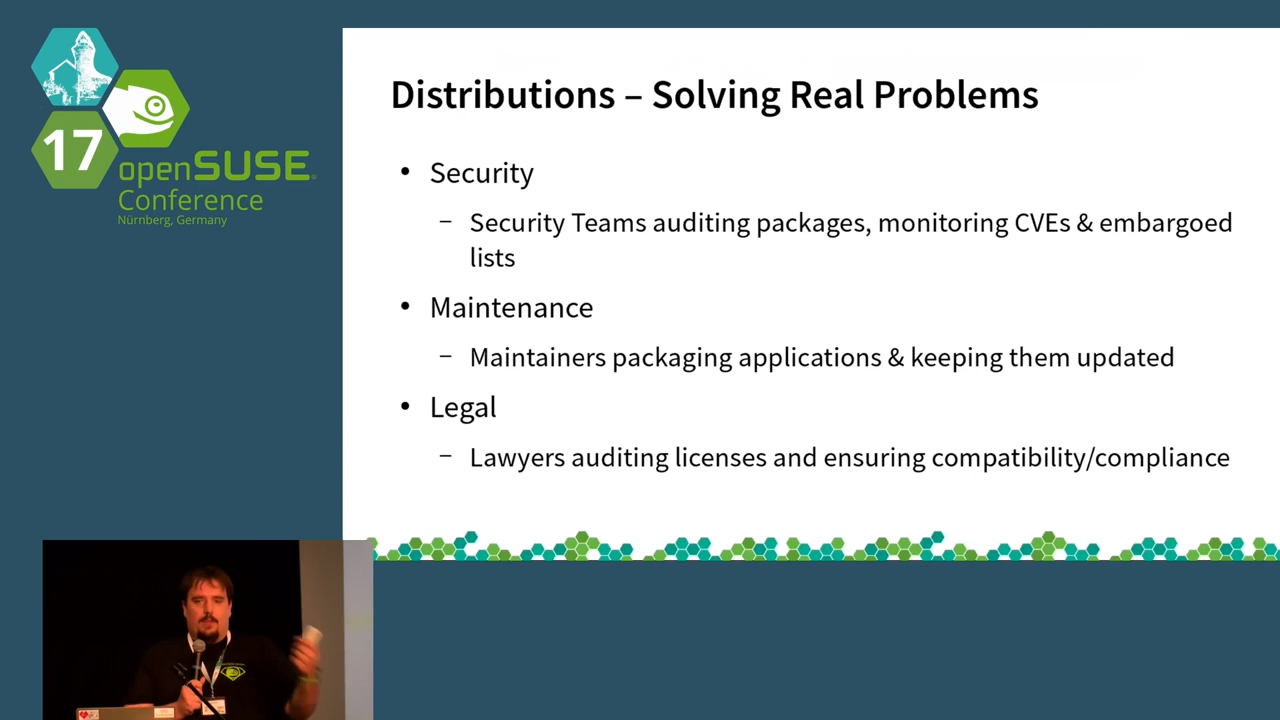 17
openSUSE
Conference
Nürnberg, Germany
Distributions – Solving Real Problems
• Security
– Security Teams auditing packages, monitoring CVEs & embargoed
lists
• Maintenance
– Maintainers packaging applications & keeping them updated
• Legal
– Lawyers auditing licenses and ensuring compatibility/compliance